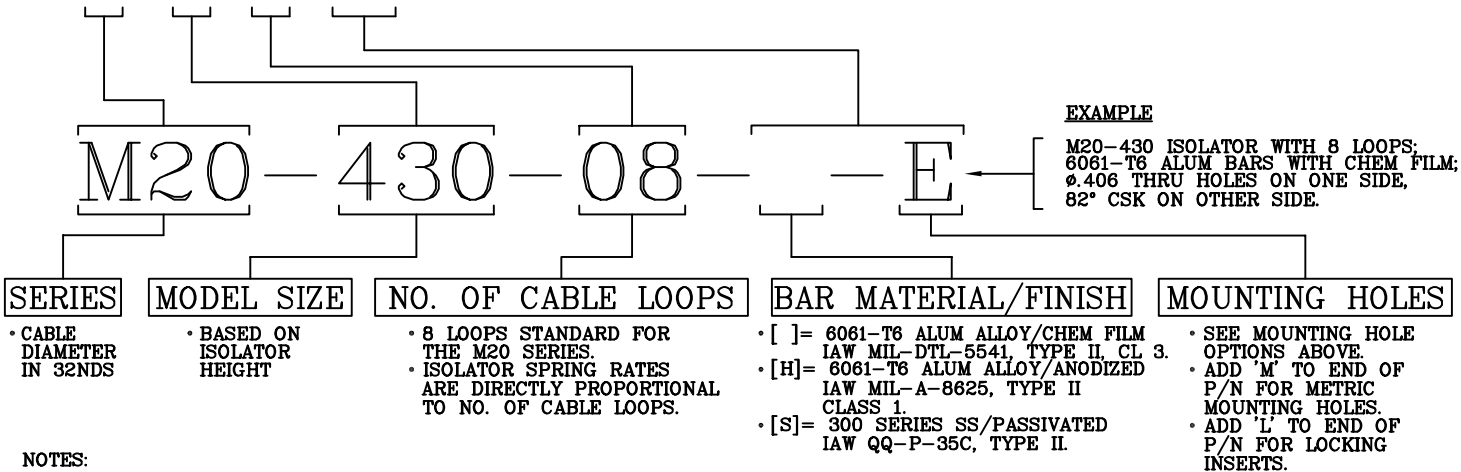 EXAMPLE
M20-430 ISOLATOR WITH 8 LOOPS;
6061-T6 ALUM BARS WITH CHEM FILM;
ø.406 THRU HOLES ON ONE SIDE,
82° CSK ON OTHER SIDE.
M20 — 430 — 08 — — E
SERIES
• CABLE
DIAMETER
IN 32NDS
MODEL SIZE
• BASED ON
ISOLATOR
HEIGHT
NO. OF CABLE LOOPS
• 8 LOOPS STANDARD FOR
THE M20 SERIES.
• ISOLATOR SPRING RATES
ARE DIRECTLY PROPORTIONAL
TO NO. OF CABLE LOOPS.
BAR MATERIAL/FINISH
• [ ]= 6061-T6 ALUM ALLOY/CHEM FILM
IAW MIL-DTL-5541, TYPE II, CL 3.
• [H]= 6061-T6 ALUM ALLOY/ANODIZED
IAW MIL-A-8625, TYPE II
CLASS 1.
• [S]= 300 SERIES SS/PASSIVATED
IAW QQ-P-35C, TYPE II.
MOUNTING HOLES
• SEE MOUNTING HOLE
OPTIONS ABOVE.
• ADD 'M' TO END OF
P/N FOR METRIC
MOUNTING HOLES.
• ADD 'L' TO END OF
P/N FOR LOCKING
INSERTS.
NOTES: